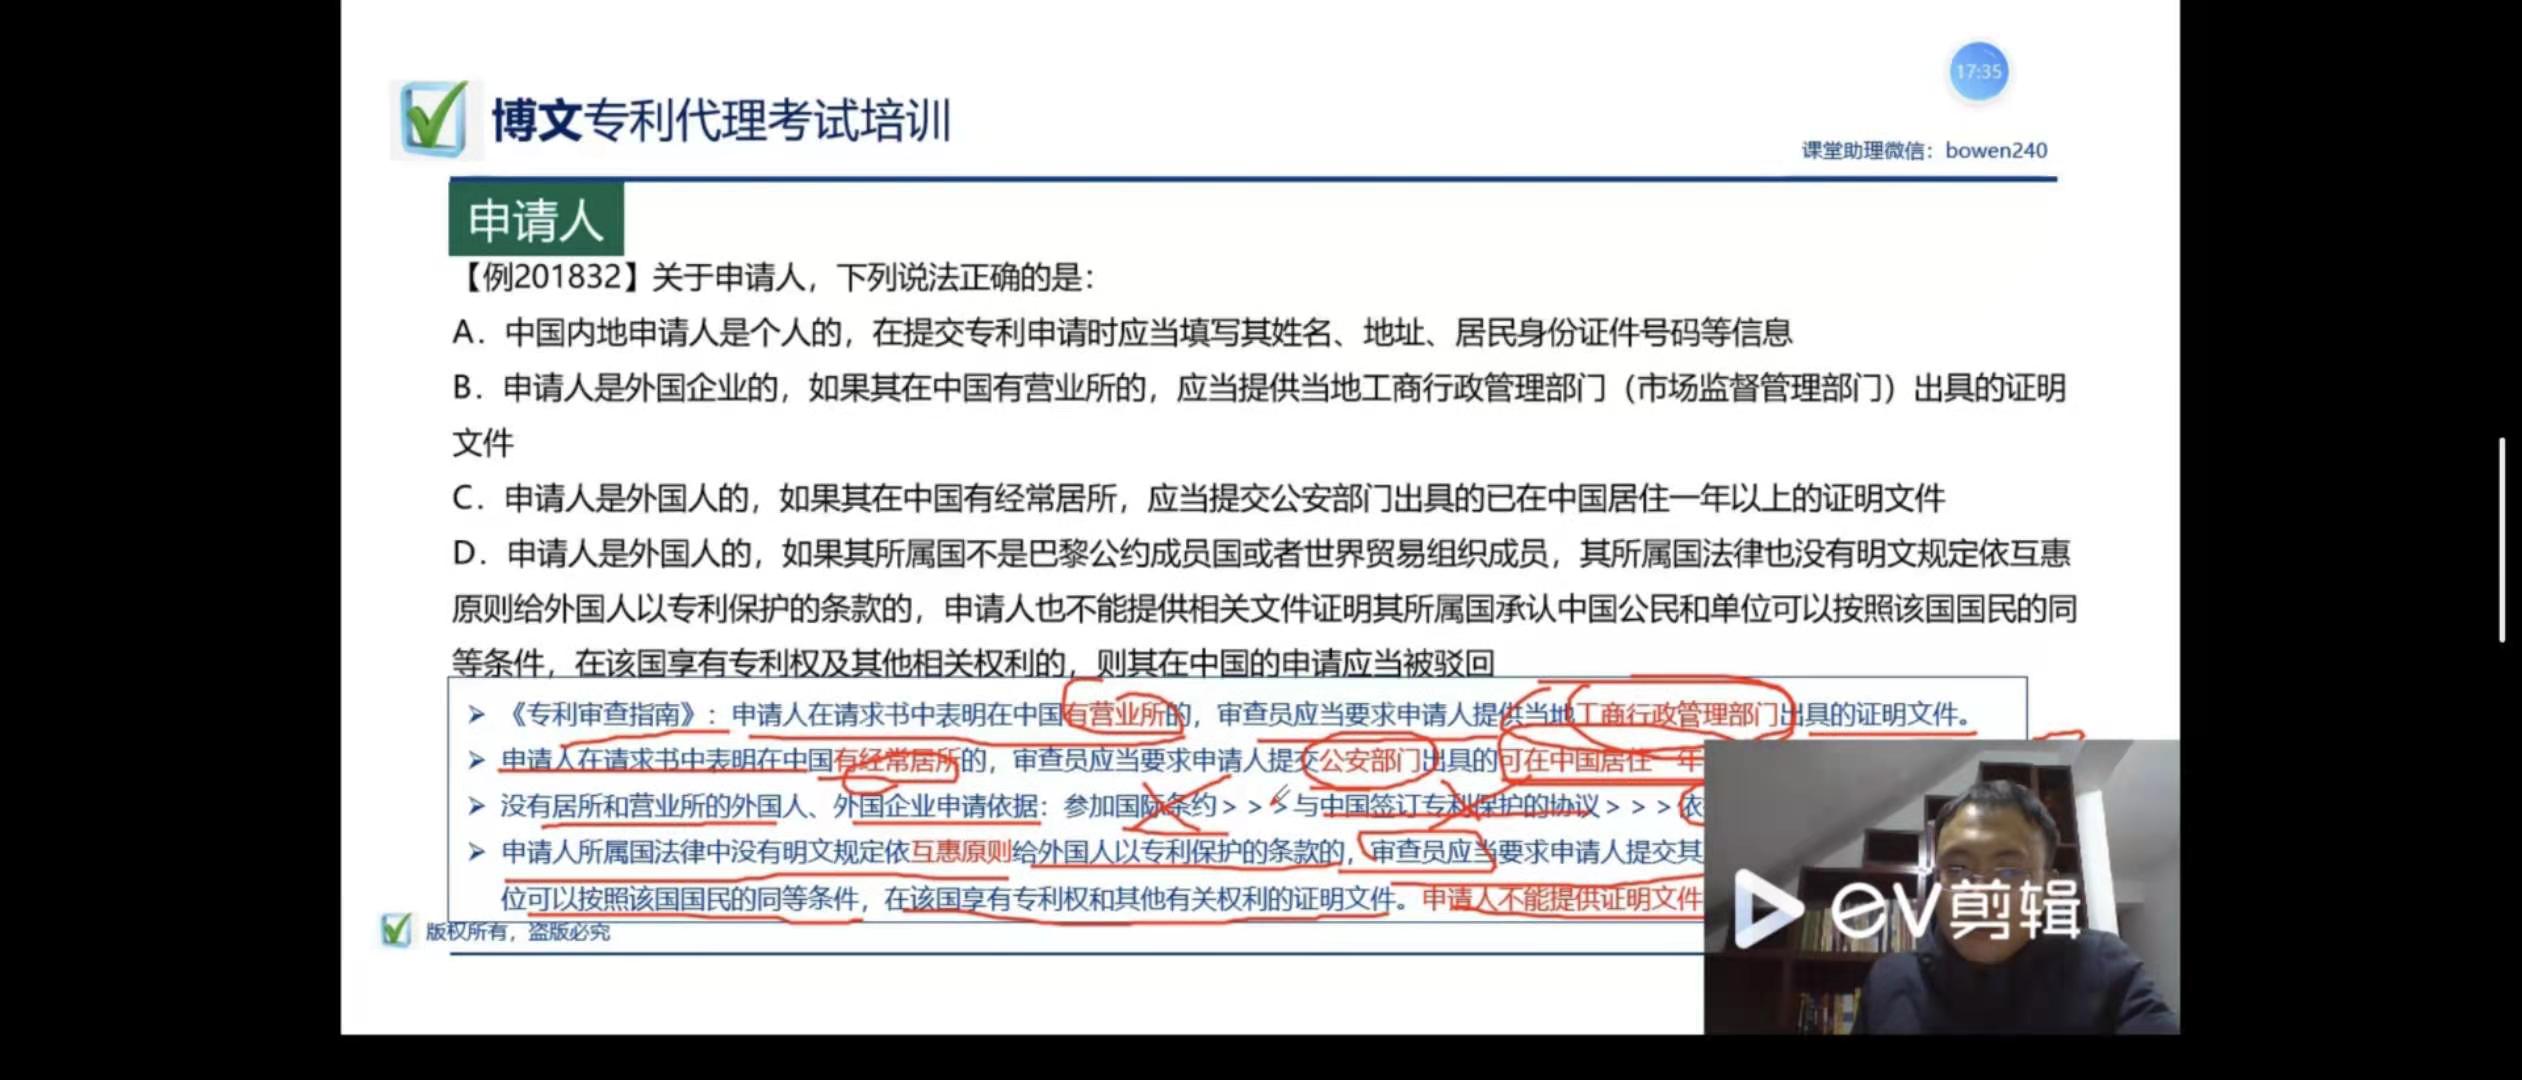 17:35
博文专利代理考试培训
课堂助理微信：bowen240
申请人
【例201832】关于申请人，下列说法正确的是：
A．中国内地申请人是个人的，在提交专利申请时应当填写其姓名、地址、居民身份证件号码等信息
B．申请人是外国企业的，如果其在中国有营业所的，应当提供当地工商行政管理部门（市场监督管理部门）出具的证明
文件
C．申请人是外国人的，如果其在中国有经常居所，应当提交公安部门出具的已在中国居住一年以上的证明文件
D．申请人是外国人的，如果其所属国不是巴黎公约成员国或者世界贸易组织成员，其所属国法律也没有明文规定依互惠
原则给外国人以专利保护的条款的，申请人也不能提供相关文件证明其所属国承认中国公民和单位可以按照该国国民的同
等条件，在该国享有专利权及其他相关权利的，则其在中国的申请应当被驳回
➢ 《专利审查指南》：申请人在请求书中表明在中国有营业所的，审查员应当要求申请人提供当地工商行政管理部门出具的证明文件。
➢ 申请人在请求书中表明在中国有经常居所的，审查员应当要求申请人提交公安部门出具的可在中国居住一年
➢ 没有居所和营业所的外国人、外国企业申请依据：参加国际条约>>>与中国签订专利保护的协议>>>依
➢ 申请人所属国法律中没有明文规定依互惠原则给外国人以专利保护的条款的，审查员应当要求申请人提交其
位可以按照该国国民的同等条件，在该国享有专利权和其他有关权利的证明文件。申请人不能提供证明文件
版权所有，盗版必究
eV剪辑